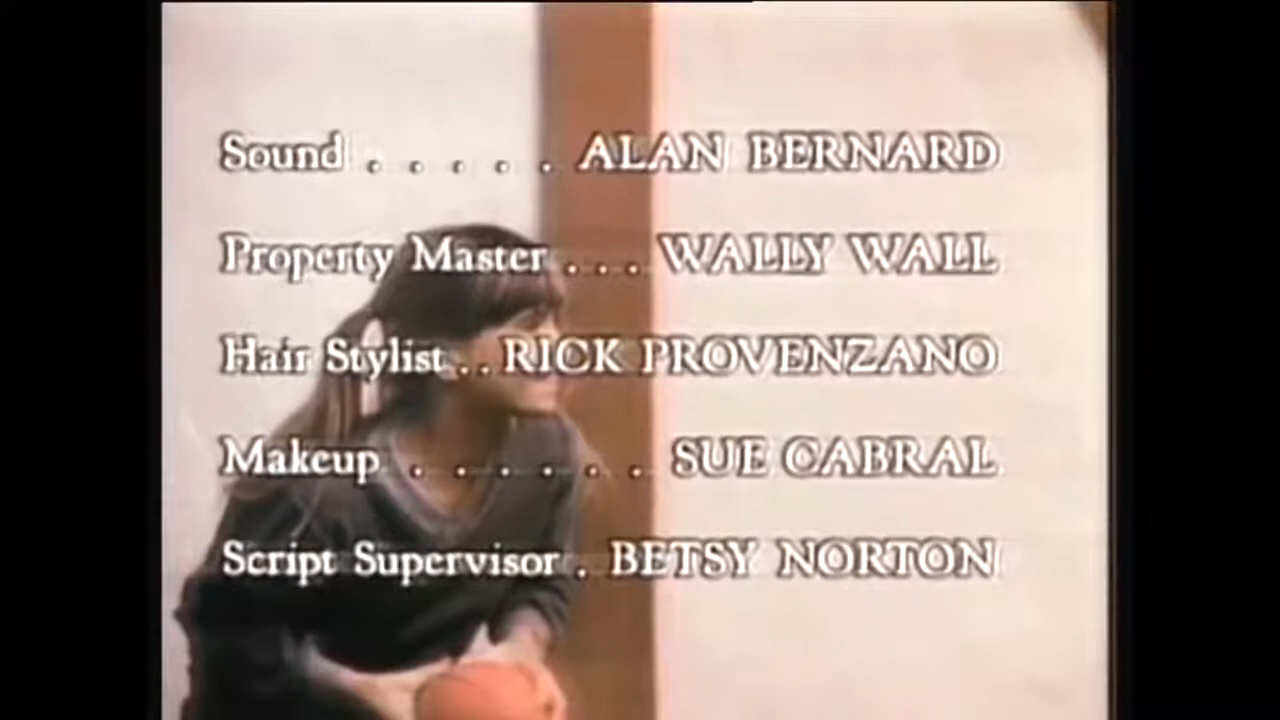 Sound . . . . . ALAN BERNARD
Property Master . . . WALLY WALL
Hair Stylist . . RICK PROVENZANO
Makeup . . . . . . SUE CABRAL
Script Supervisor . BETSY NORTON